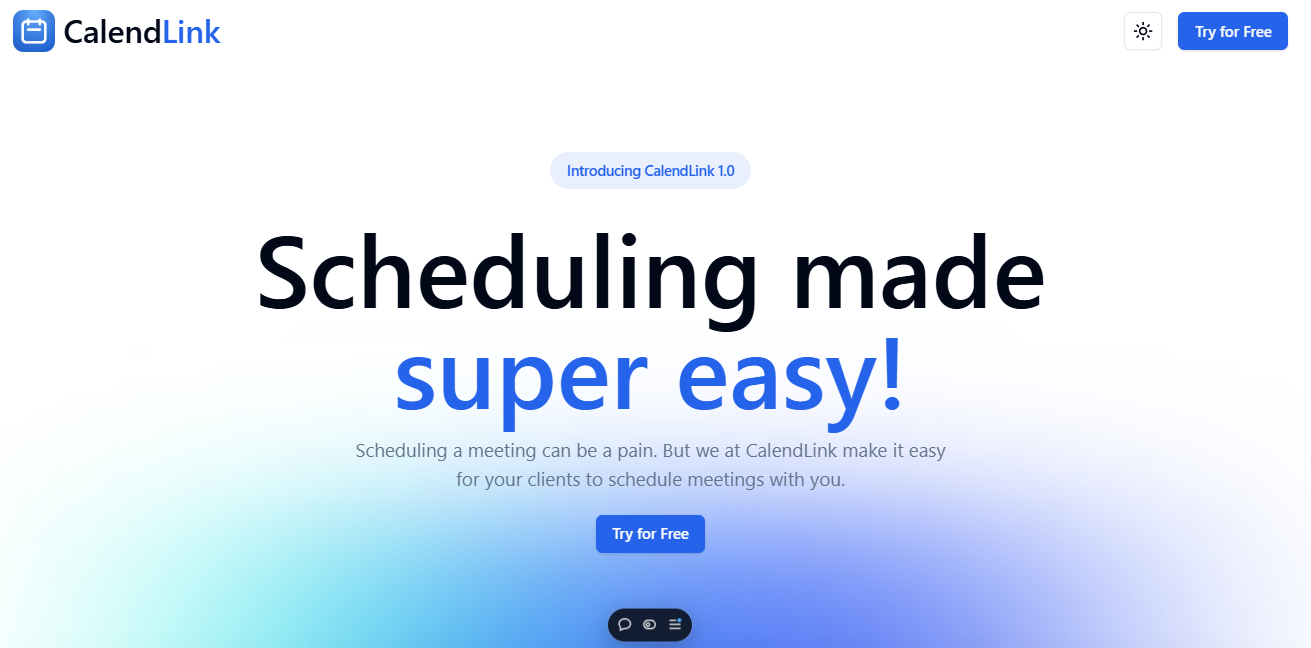 CalendLink
Try for Free
Introducing CalendLink 1.0
Scheduling made
super easy!
Scheduling a meeting can be a pain. But we at CalendLink make it easy
for your clients to schedule meetings with you.
Try for Free